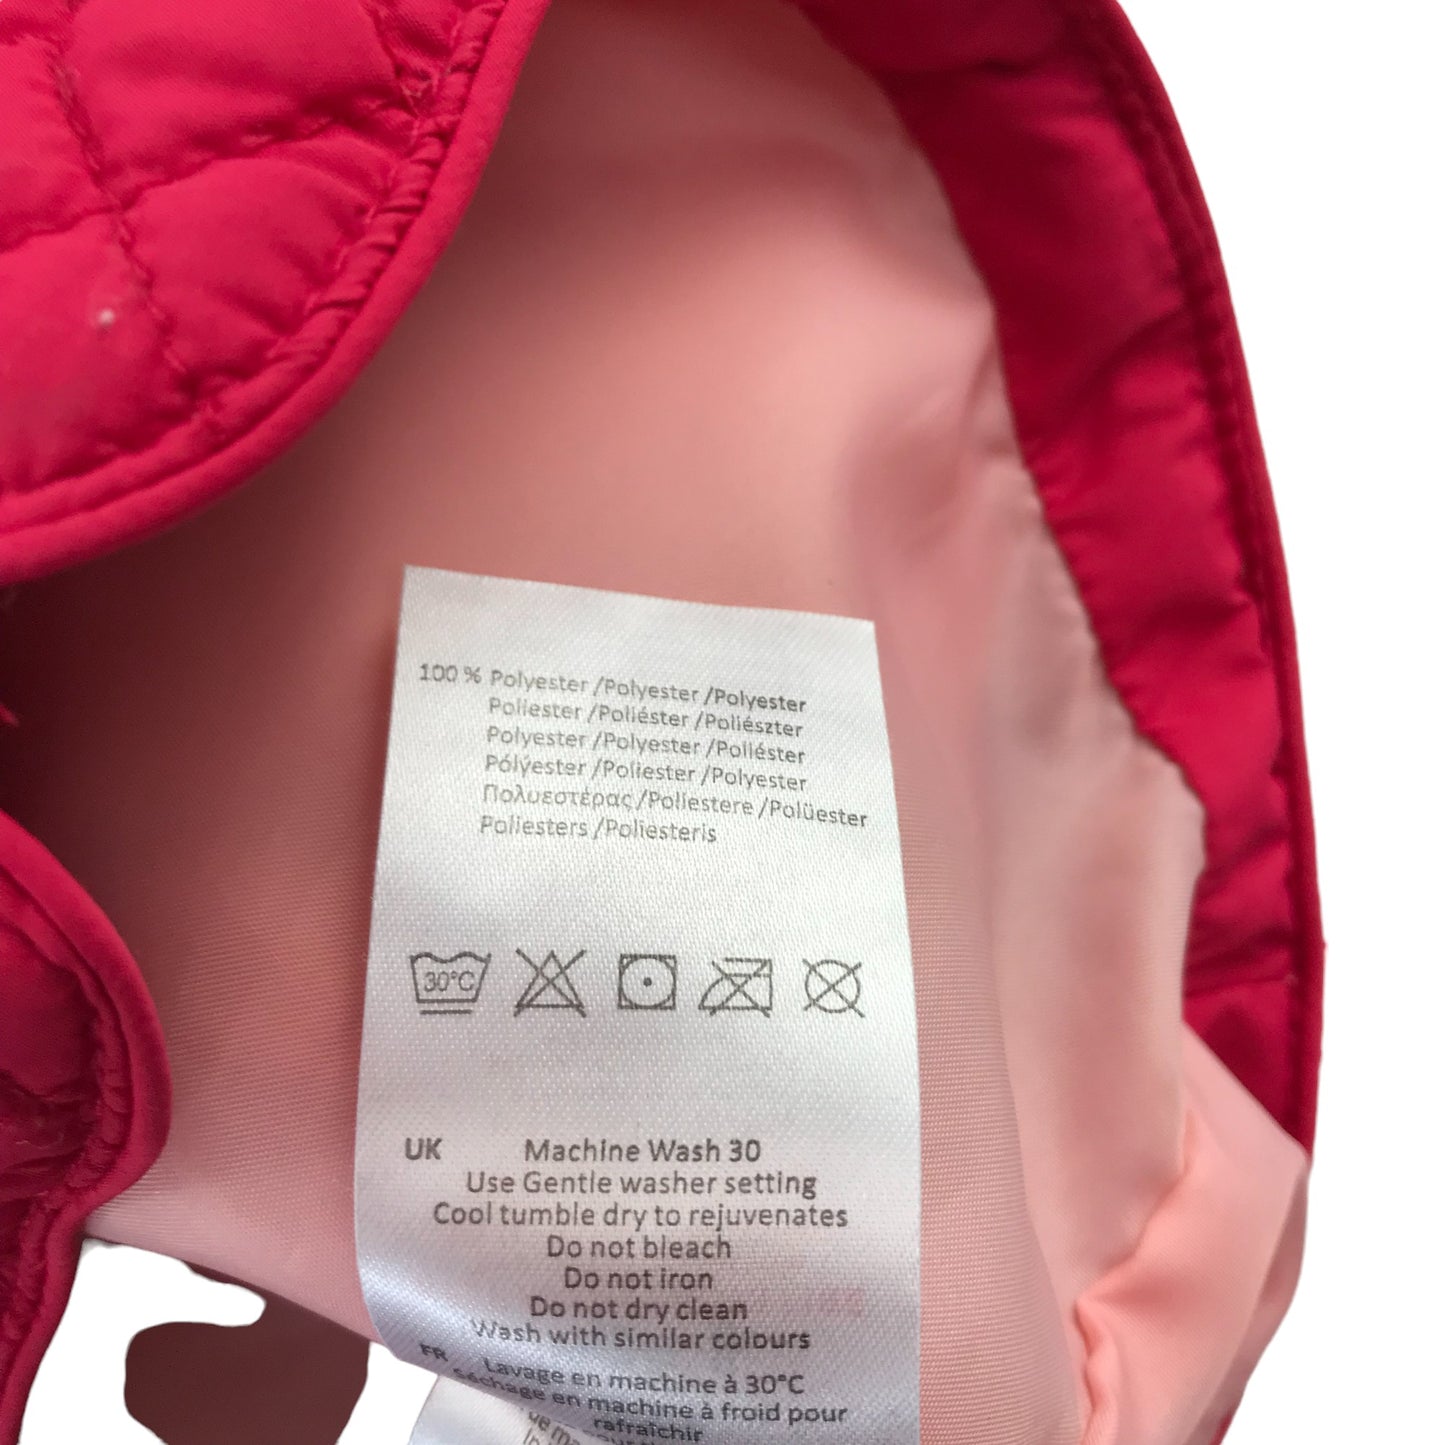 100 % Polyester /Polyester /Polyester
Poliester /Poliéster /Poliészter
Polyester /Polyester /Poliéster
Pólýester /Poliester /Polyester
Πολυεστέρας /Poliestere /Polüester
Poliesters /Poliesteris
30°C
UK Machine Wash 30
Use Gentle washer setting
Cool tumble dry to rejuvenates
Do not bleach
Do not iron
Do not dry clean
Wash with similar colours
FR Lavage en machine à 30°C
séchage en machine à froid pour
rafraîchir